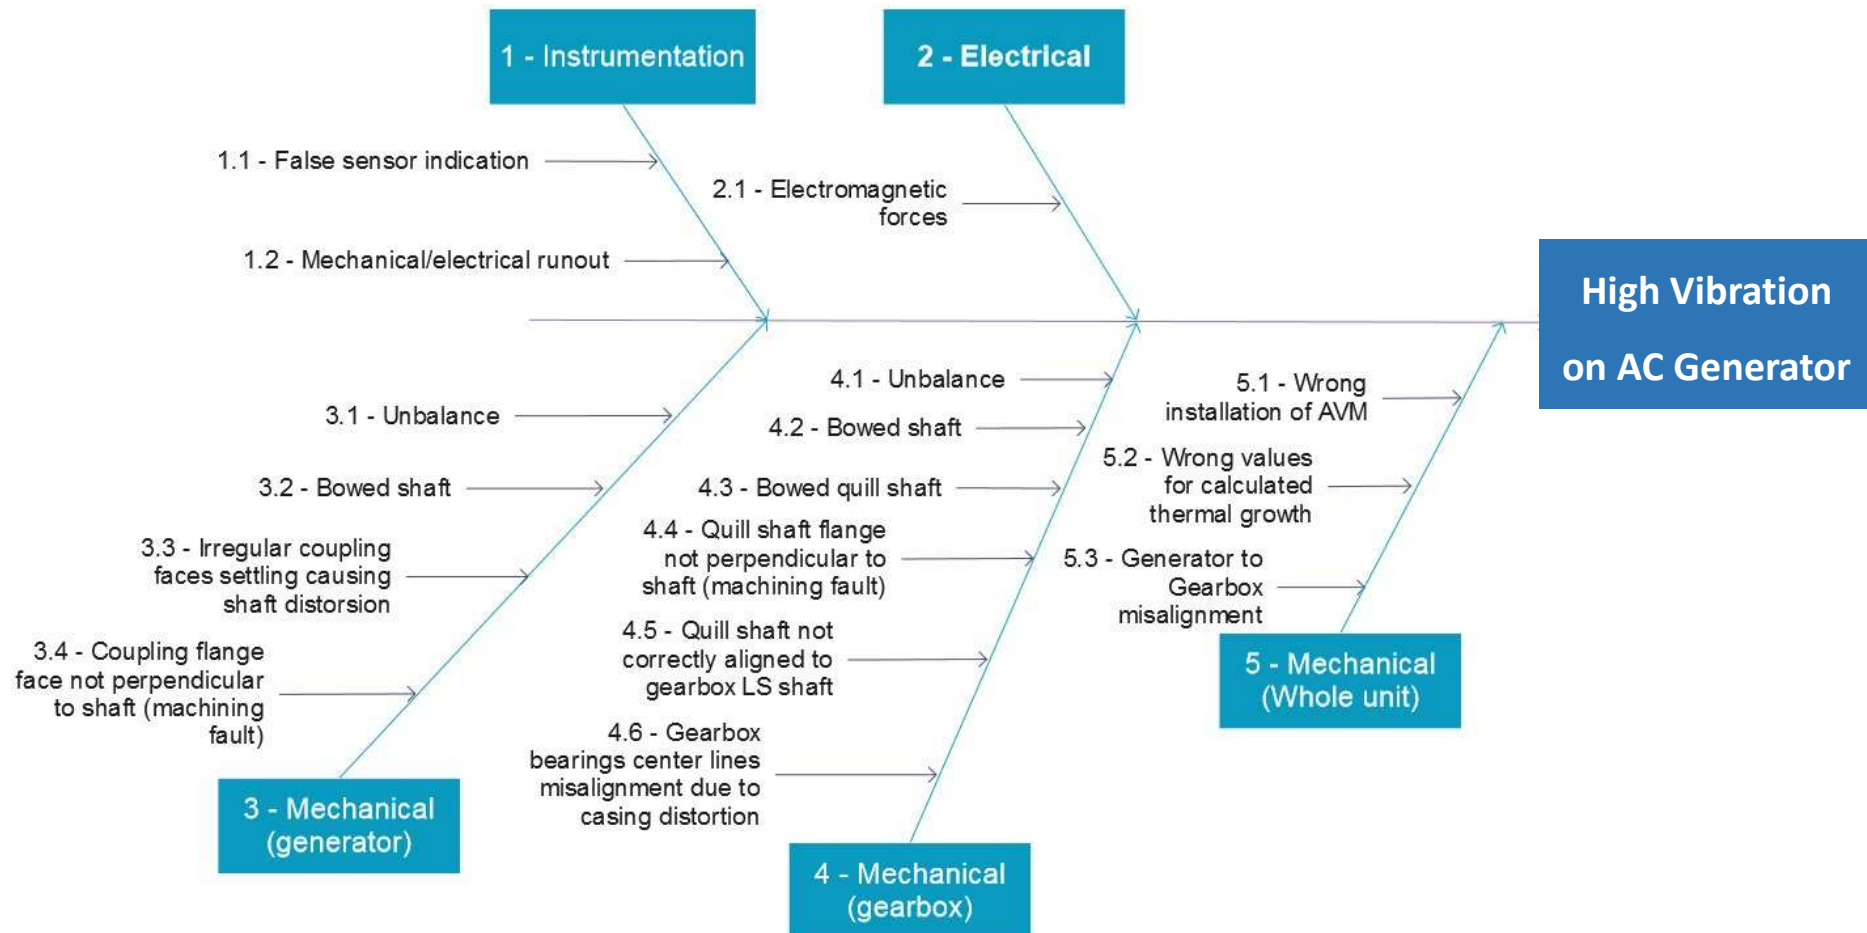 1 - Instrumentation
2 - Electrical
1.1 - False sensor indication
1.2 - Mechanical/electrical runout
2.1 - Electromagnetic
forces
High Vibration
on AC Generator
3.1 - Unbalance
3.2 - Bowed shaft
3.3 - Irregular coupling
faces settling causing
shaft distorsion
3.4 - Coupling flange
face not perpendicular
to shaft (machining
fault)
3 - Mechanical
(generator)
4.1 - Unbalance
4.2 - Bowed shaft
4.3 - Bowed quill shaft
4.4 - Quill shaft flange
not perpendicular to
shaft (machining fault)
4.5 - Quill shaft not
correctly aligned to
gearbox LS shaft
4.6 - Gearbox
bearings center lines
misalignment due to
casing distortion
4 - Mechanical
(gearbox)
5.1 - Wrong
installation of AVM
5.2 - Wrong values
for calculated
thermal growth
5.3 - Generator to
Gearbox
misalignment
5 - Mechanical
(Whole unit)